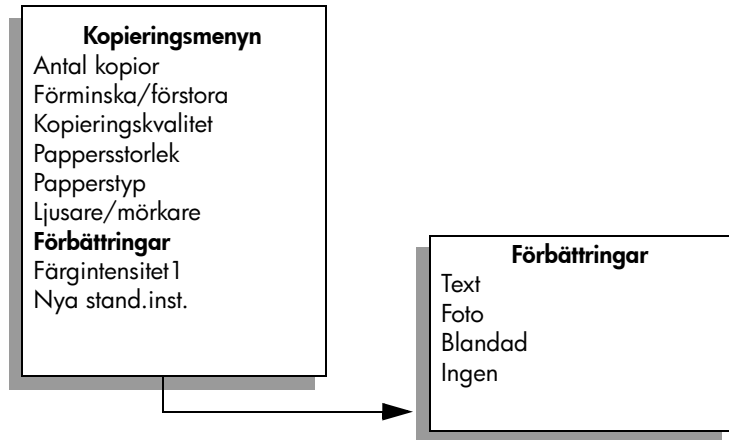 Kopieringsmenyn
Antal kopior
Förminska/förstora
Kopieringskvalitet
Pappersstorlek
Papperstyp
Ljusare/mörkare
Förbättringar
Färgintensitet1
Nya stand.inst.
Förbättringar
Text
Foto
Blandad
Ingen